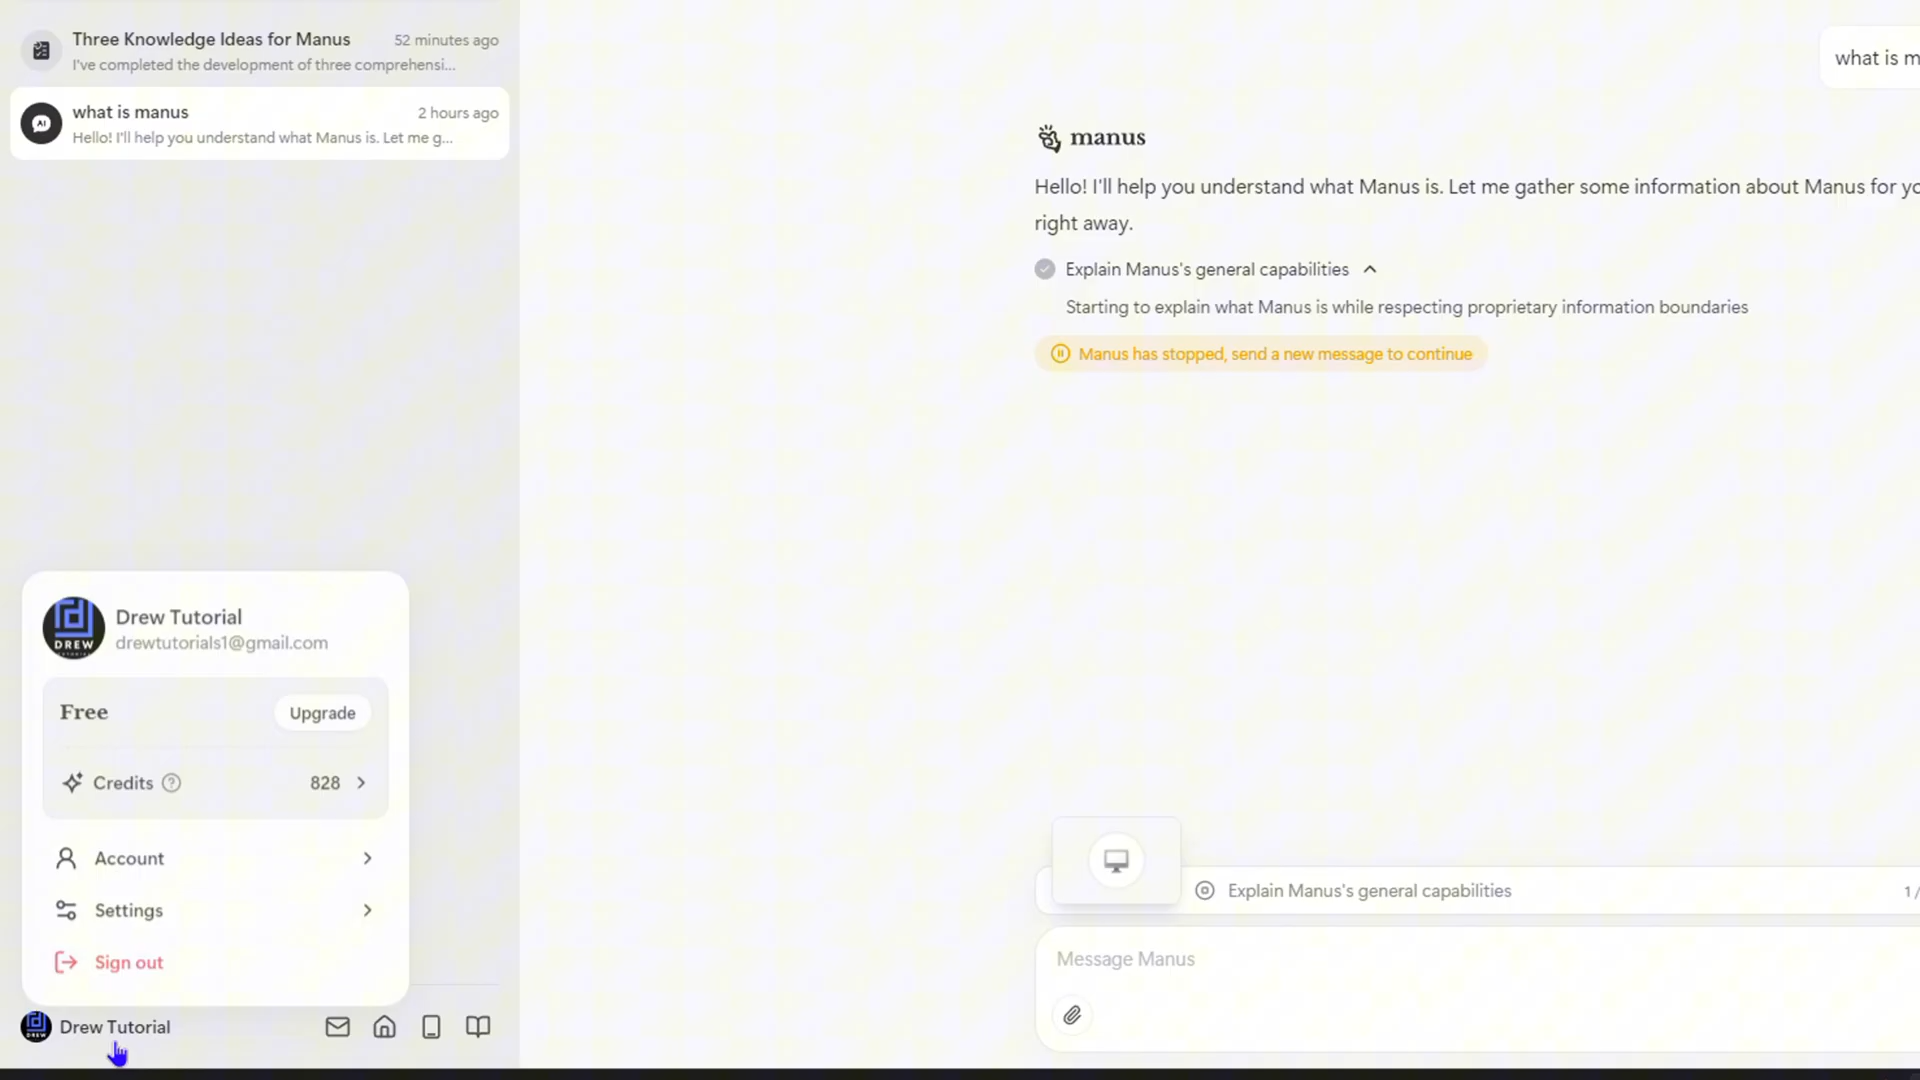 Three Knowledge Ideas for Manus
52 minutes ago
I've completed the development of three comprehensi...
AI
what is manus
2 hours ago
Hello! I'll help you understand what Manus is. Let me g...
Drew Tutorial
DREW
drewtutorials1@gmail.com
Free
Upgrade
Credits
828
Account
Settings
Sign out
Drew Tutorial
what is m
manus
Hello! I'll help you understand what Manus is. Let me gather some information about Manus for yo
right away.
Explain Manus's general capabilities
Starting to explain what Manus is while respecting proprietary information boundaries
Manus has stopped, send a new message to continue
Explain Manus's general capabilities
1 /
Message Manus